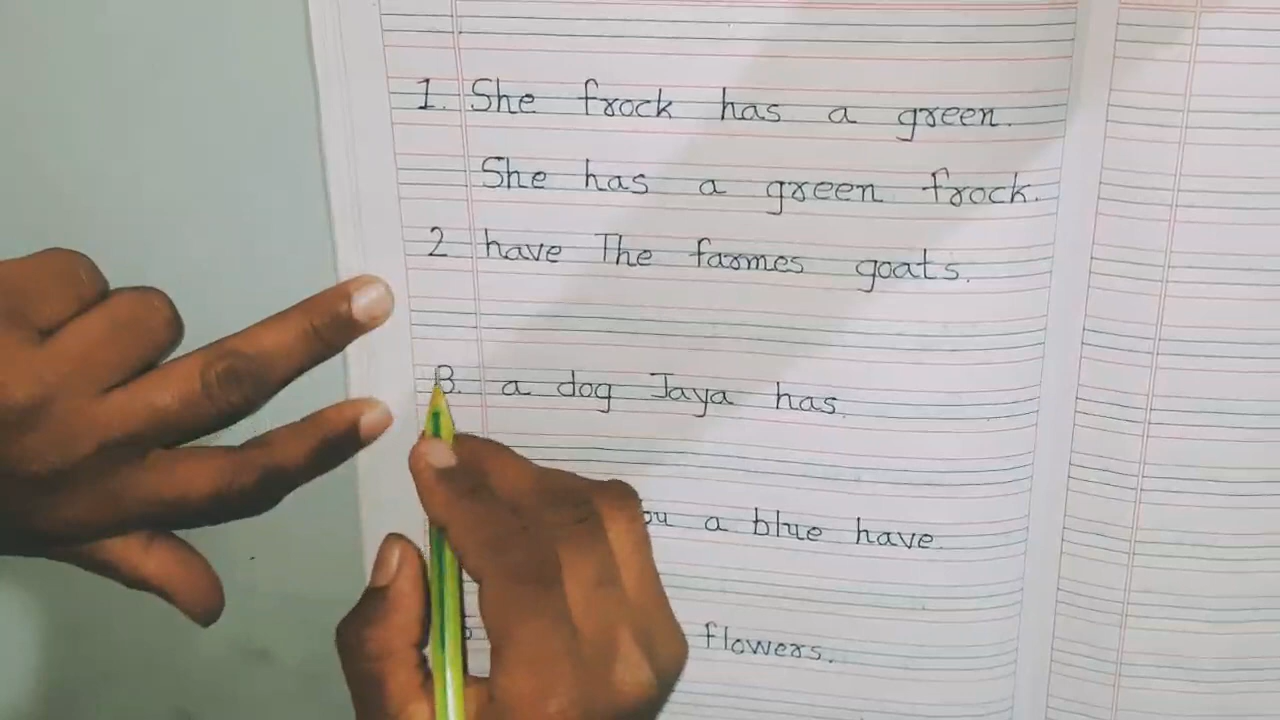 1. She frock has a green.
She has a green frock.
2 have The farmes goats.
B. a dog Jaya has.
a blue have
flowers.